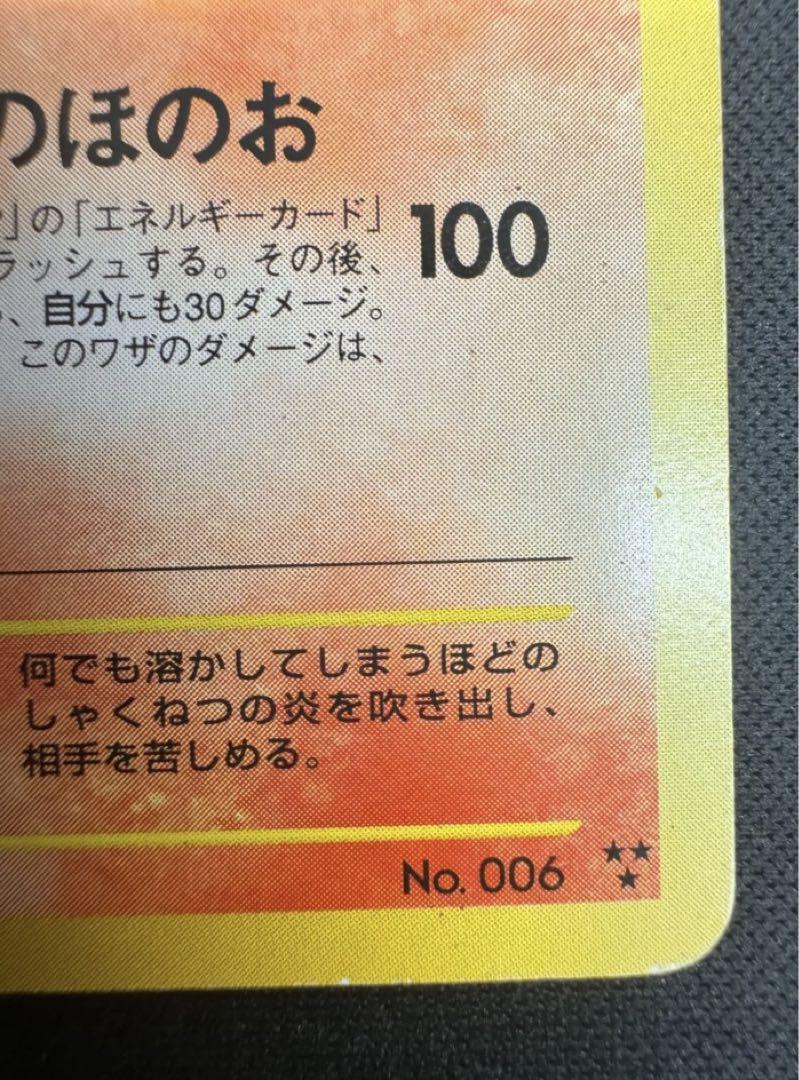 のほのお
」の「エネルギーカード」
ラッシュする。その後、
100
、自分にも30ダメージ。
このワザのダメージは、
何でも溶かしてしまうほどの
しゃくねつの炎を吹き出し、
相手を苦しめる。
No. 006 ★★★